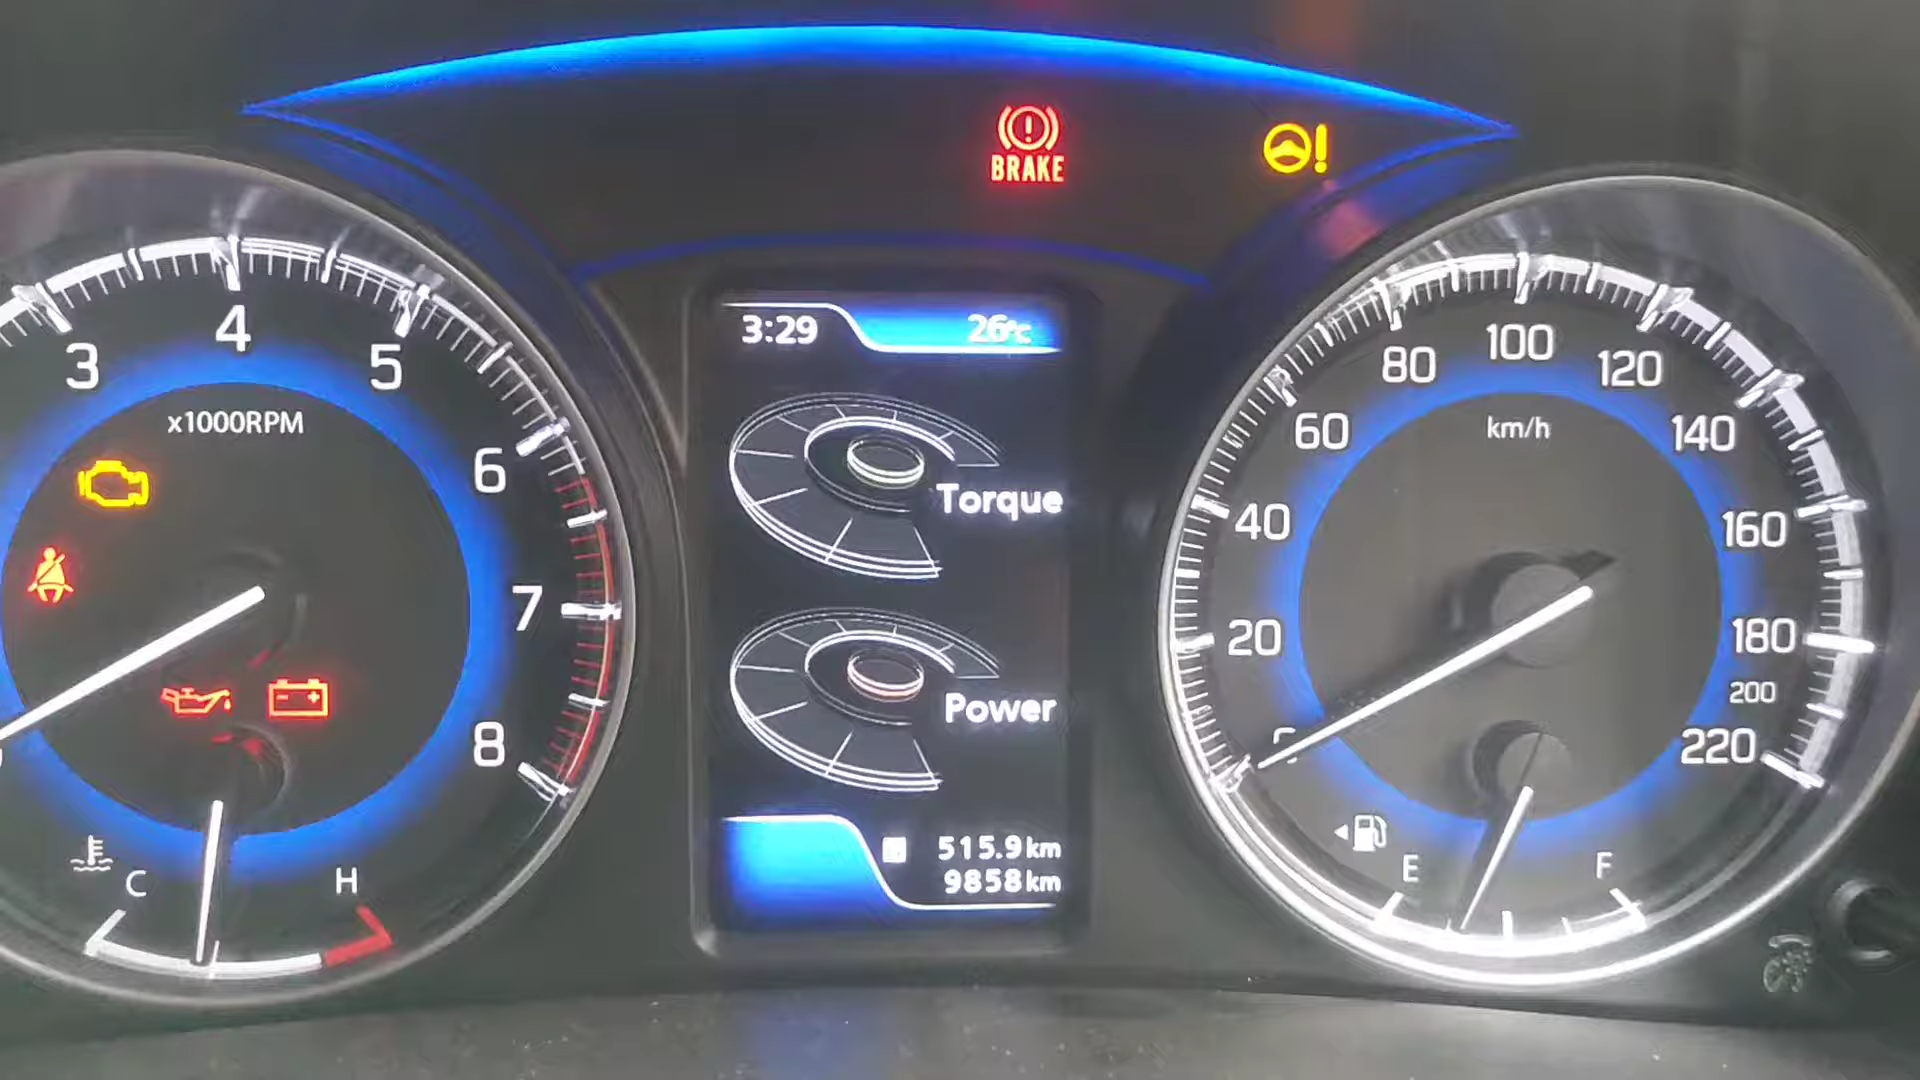 BRAKE
3:29 26°C
3 4 5 6 7 8
x1000RPM
C H
Torque
Power
515.9km
9858km
20 40 60 80 100 120 140 160 180 200 220
km/h
E F